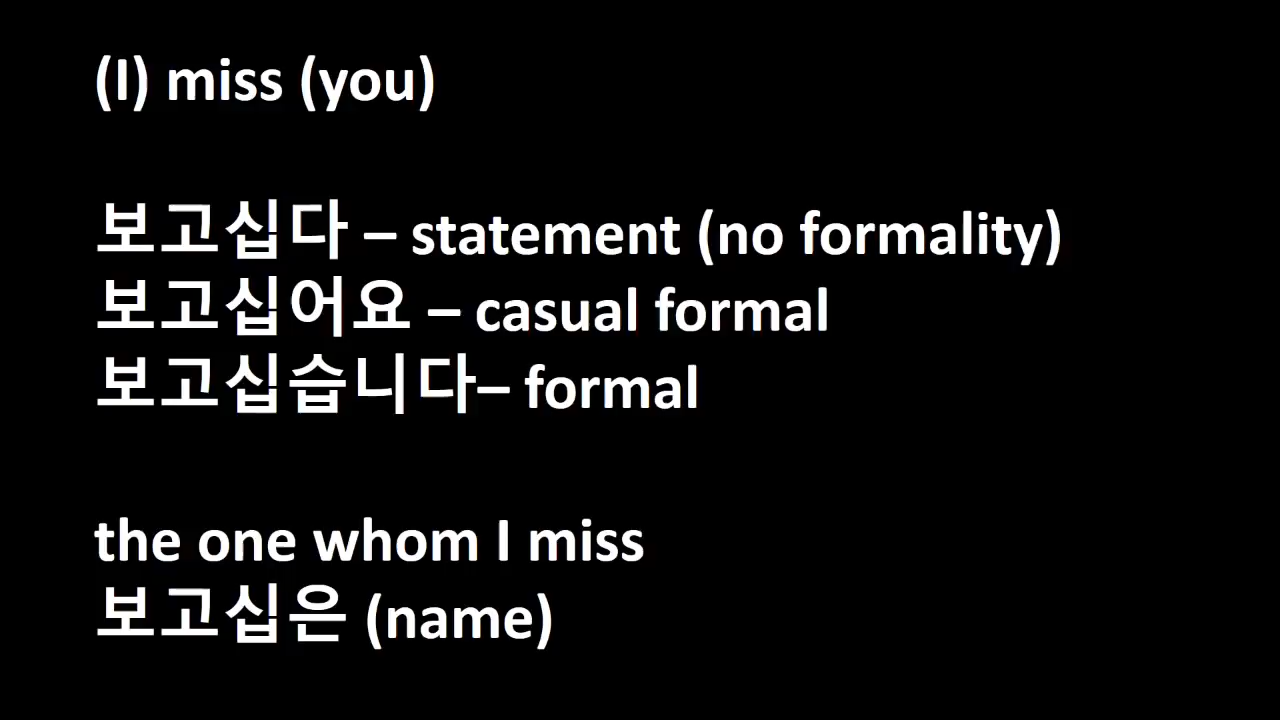 (I) miss (you)
보고십다 – statement (no formality)
보고십어요 – casual formal
보고십습니다– formal
the one whom I miss
보고십은 (name)